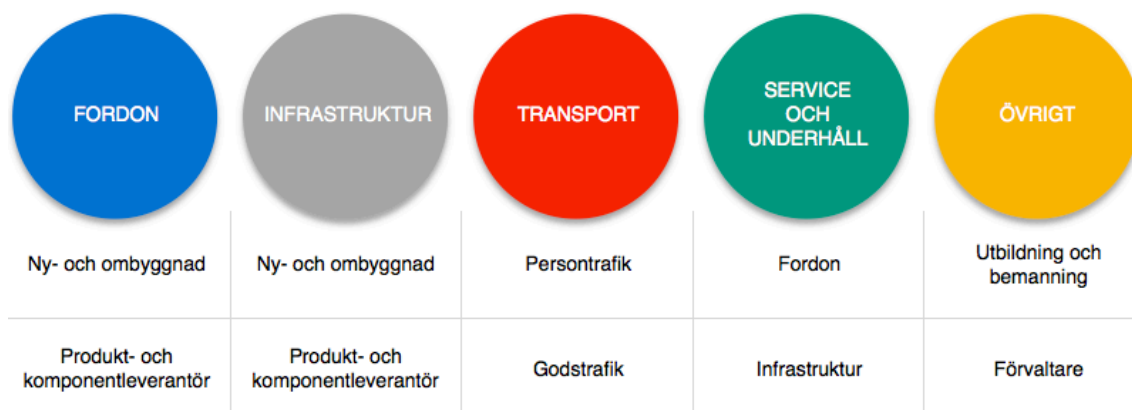 FORDON
INFRASTRUKTUR
TRANSPORT
SERVICE
OCH
UNDERHÅLL
ÖVRIGT
Ny- och ombyggnad
Ny- och ombyggnad
Persontrafik
Fordon
Utbildning och
bemanning
Produkt- och
komponentleverantör
Produkt- och
komponentleverantör
Godstrafik
Infrastruktur
Förvaltare